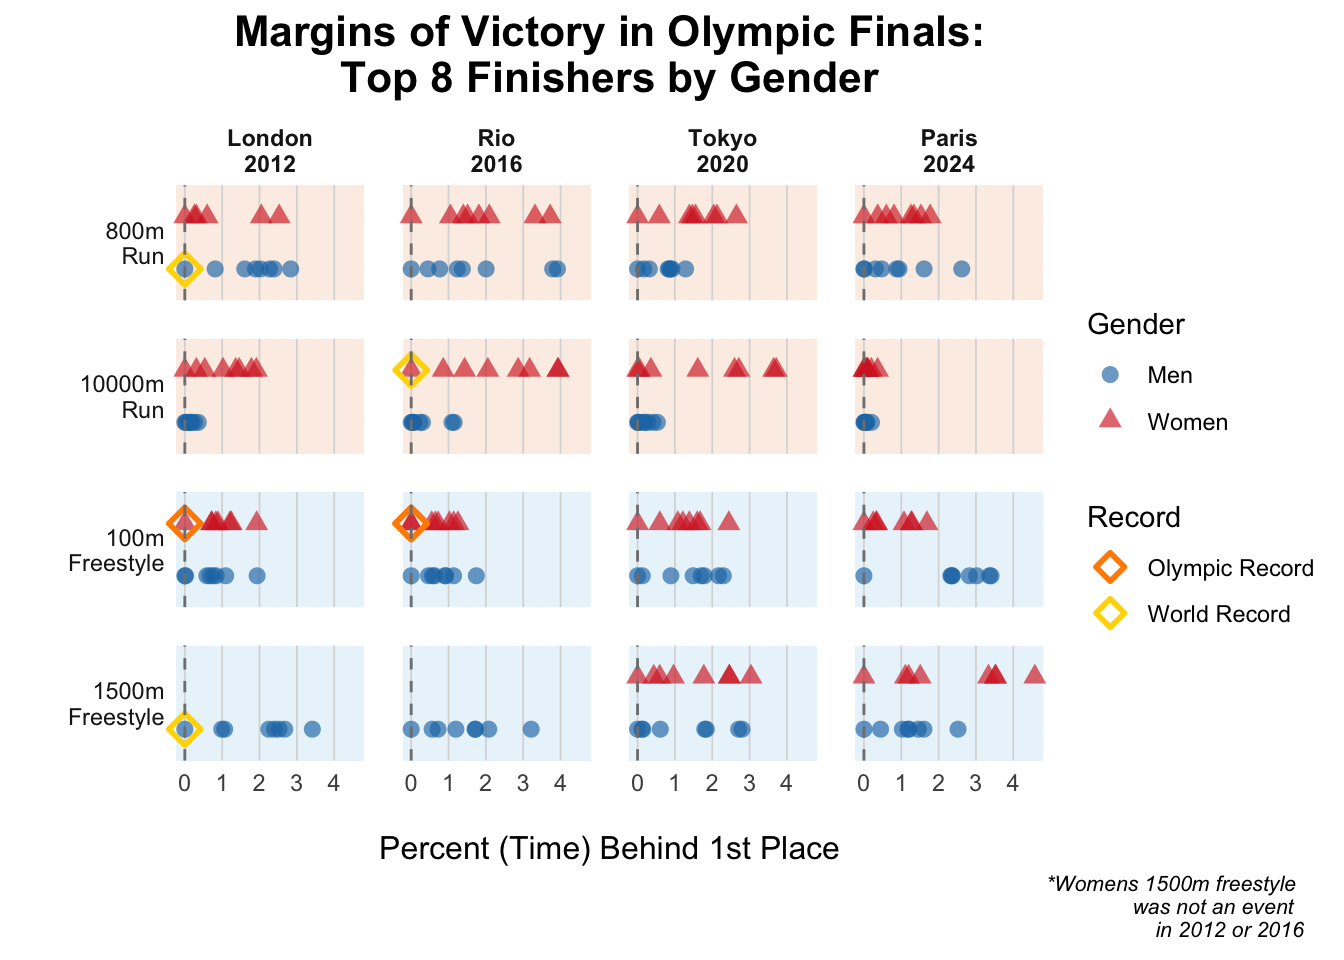 Margins of Victory in Olympic Finals:
Top 8 Finishers by Gender
London
2012
Rio
2016
Tokyo
2020
Paris
2024
800m
Run
10000m
Run
100m
Freestyle
1500m
Freestyle
0 1 2 3 4
0 1 2 3 4
0 1 2 3 4
0 1 2 3 4
Percent (Time) Behind 1st Place
Gender
Men
Women
Record
Olympic Record
World Record
*Womens 1500m freestyle
was not an event
in 2012 or 2016